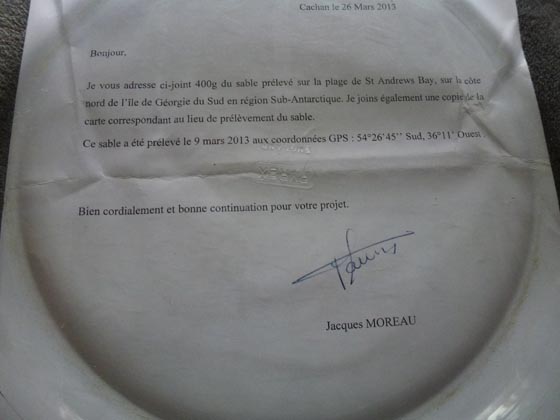 Cachan le 26 Mars 2013
Bonjour,
Je vous adresse ci-joint 400g du sable prélevé sur la plage de St Andrews Bay, sur la côte
nord de l'île de Géorgie du Sud en région Sub-Antarctique. Je joins également une copie de la
carte correspondant au lieu de prélèvement du sable.
Ce sable a été prélevé le 9 mars 2013 aux coordonnées GPS : 54°26'45'' Sud, 36°11' Ouest.
PYREX
Bien cordialement et bonne continuation pour votre projet.
Jacques MOREAU